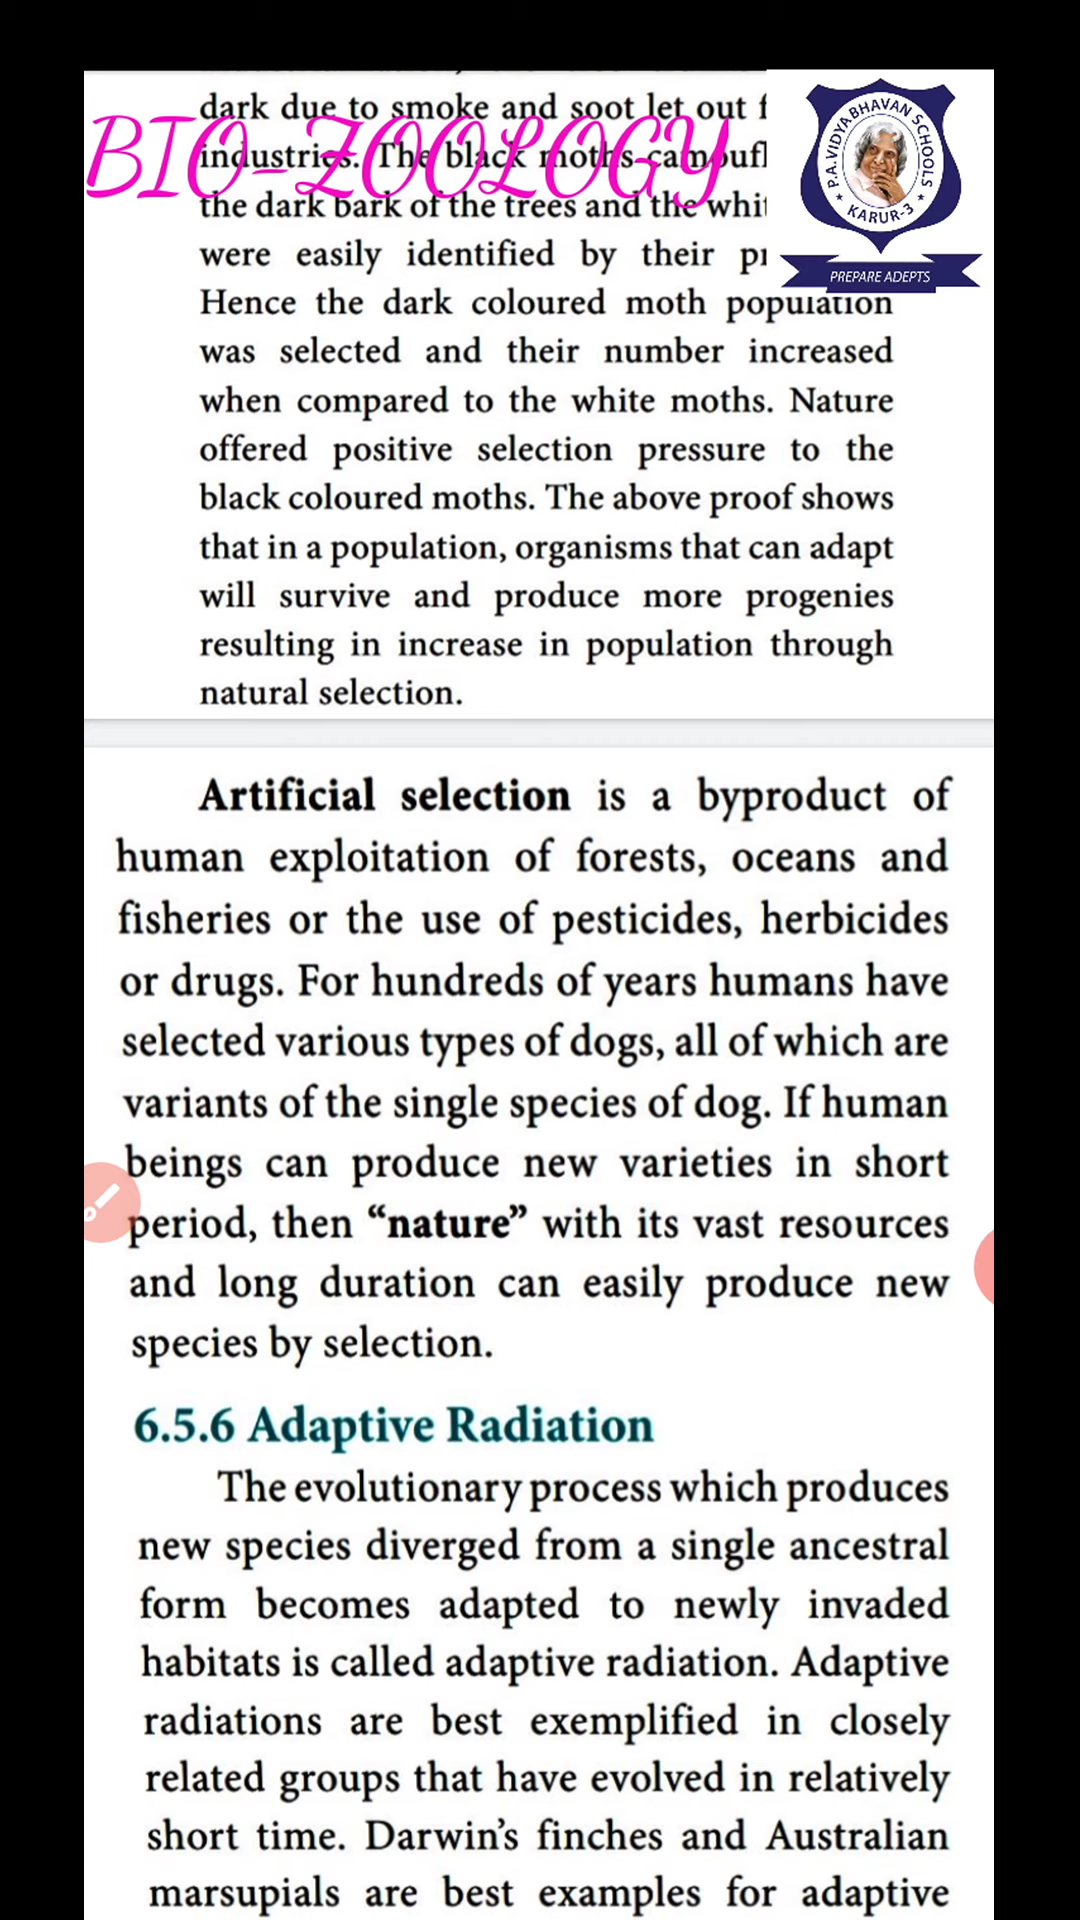 dark due to smoke and soot let out
BIO-ZOOLOGY
industries. The black moths
the dark bark of the trees and the
were easily identified by their
Hence the dark coloured moth population
was selected and their number increased
when compared to the white moths. Nature
offered positive selection pressure to the
black coloured moths. The above proof shows
that in a population, organisms that can adapt
will survive and produce more progenies
resulting in increase in population through
natural selection.
P.A.VIDYABHAVAN SCHOOLS
★ KARUR-3 ★
PREPARE ADEPTS
Artificial selection is a byproduct of
human exploitation of forests, oceans and
fisheries or the use of pesticides, herbicides
or drugs. For hundreds of years humans have
selected various types of dogs, all of which are
variants of the single species of dog. If human
beings can produce new varieties in short
period, then “nature” with its vast resources
and long duration can easily produce new
species by selection.
6.5.6 Adaptive Radiation
The evolutionary process which produces
new species diverged from a single ancestral
form becomes adapted to newly invaded
habitats is called adaptive radiation. Adaptive
radiations are best exemplified in closely
related groups that have evolved in relatively
short time. Darwin’s finches and Australian
marsupials are best examples for adaptive